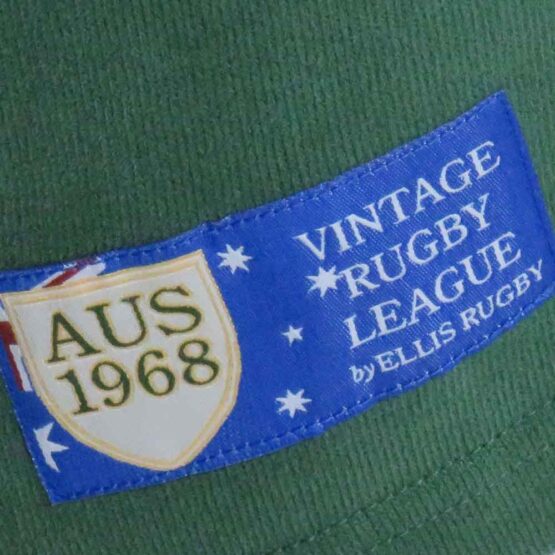 AUS
1968
VINTAGE
RUGBY
LEAGUE
by ELLIS RUGBY